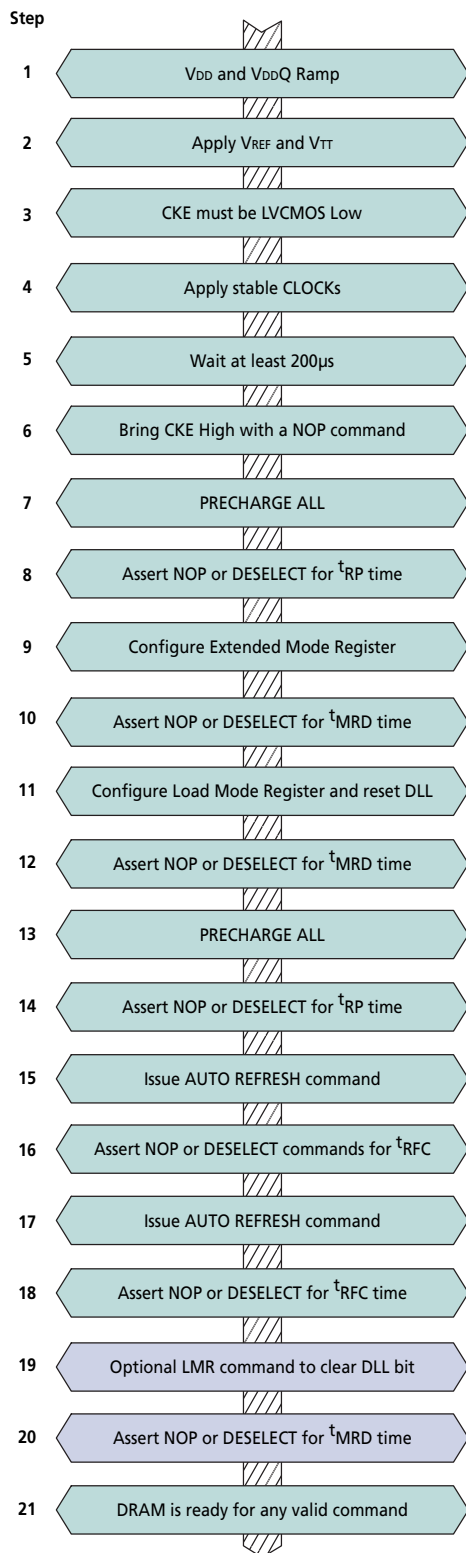 Step
1 VDD and VDDQ Ramp
2 Apply VREF and VTT
3 CKE must be LVCMOS Low
4 Apply stable CLOCKs
5 Wait at least 200µs
6 Bring CKE High with a NOP command
7 PRECHARGE ALL
8 Assert NOP or DESELECT for tRP time
9 Configure Extended Mode Register
10 Assert NOP or DESELECT for tMRD time
11 Configure Load Mode Register and reset DLL
12 Assert NOP or DESELECT for tMRD time
13 PRECHARGE ALL
14 Assert NOP or DESELECT for tRP time
15 Issue AUTO REFRESH command
16 Assert NOP or DESELECT commands for tRFC
17 Issue AUTO REFRESH command
18 Assert NOP or DESELECT for tRFC time
19 Optional LMR command to clear DLL bit
20 Assert NOP or DESELECT for tMRD time
21 DRAM is ready for any valid command